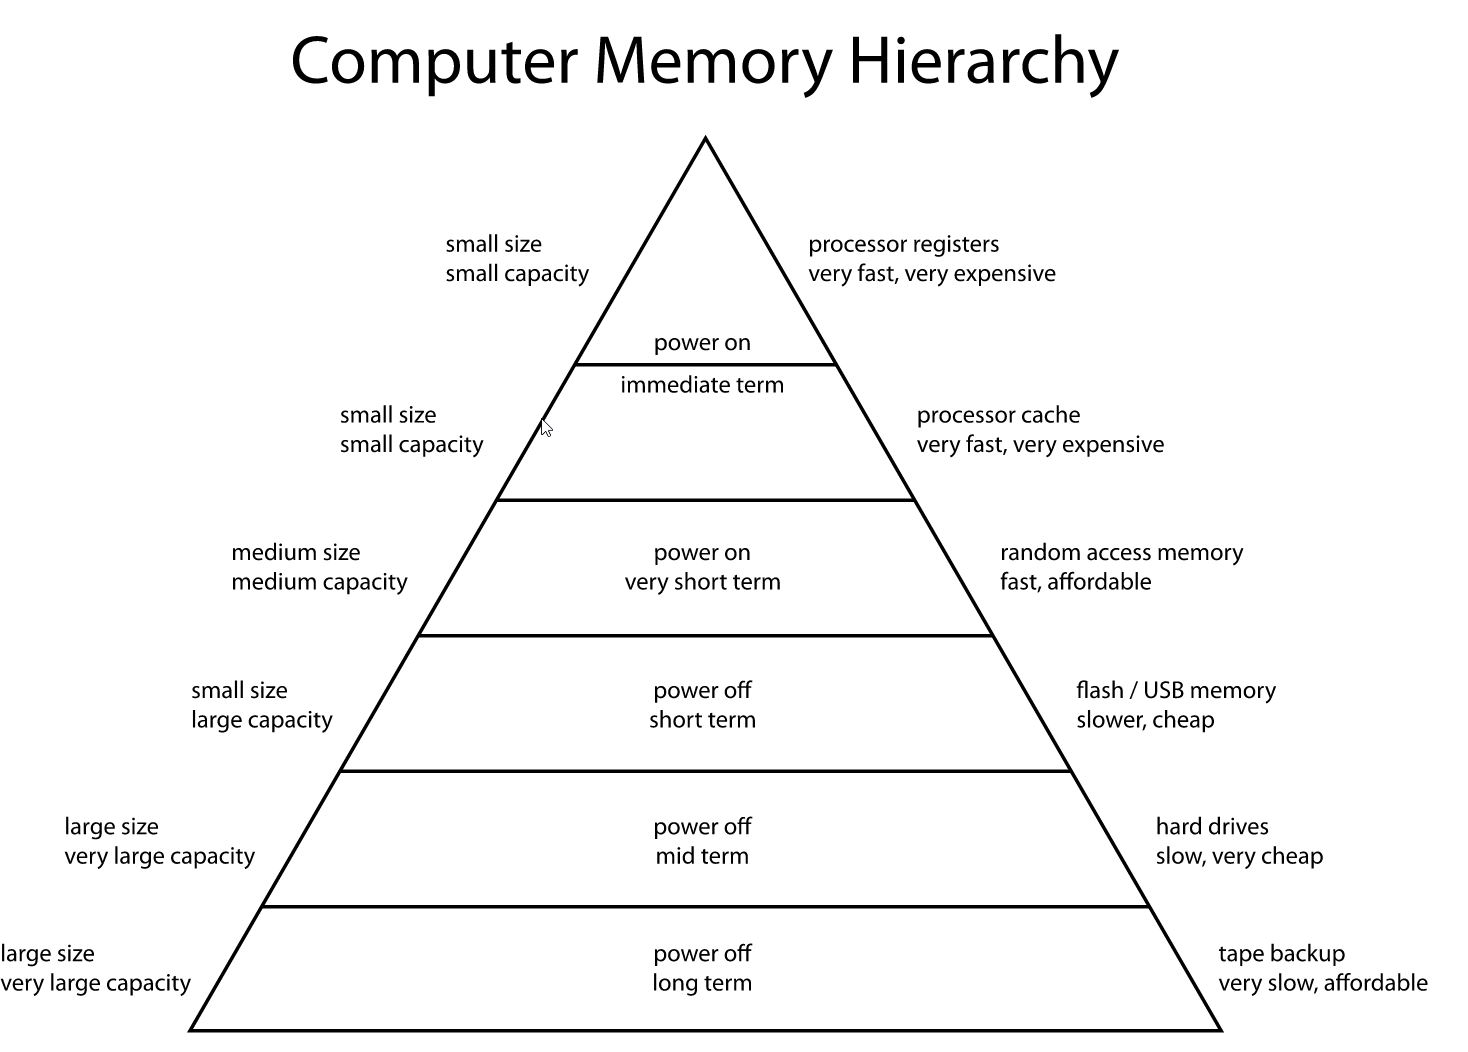 Computer Memory Hierarchy
small size
small capacity
processor registers
very fast, very expensive
power on
immediate term
small size
small capacity
processor cache
very fast, very expensive
medium size
medium capacity
power on
very short term
random access memory
fast, affordable
small size
large capacity
power off
short term
flash / USB memory
slower, cheap
large size
very large capacity
power off
mid term
hard drives
slow, very cheap
large size
very large capacity
power off
long term
tape backup
very slow, affordable